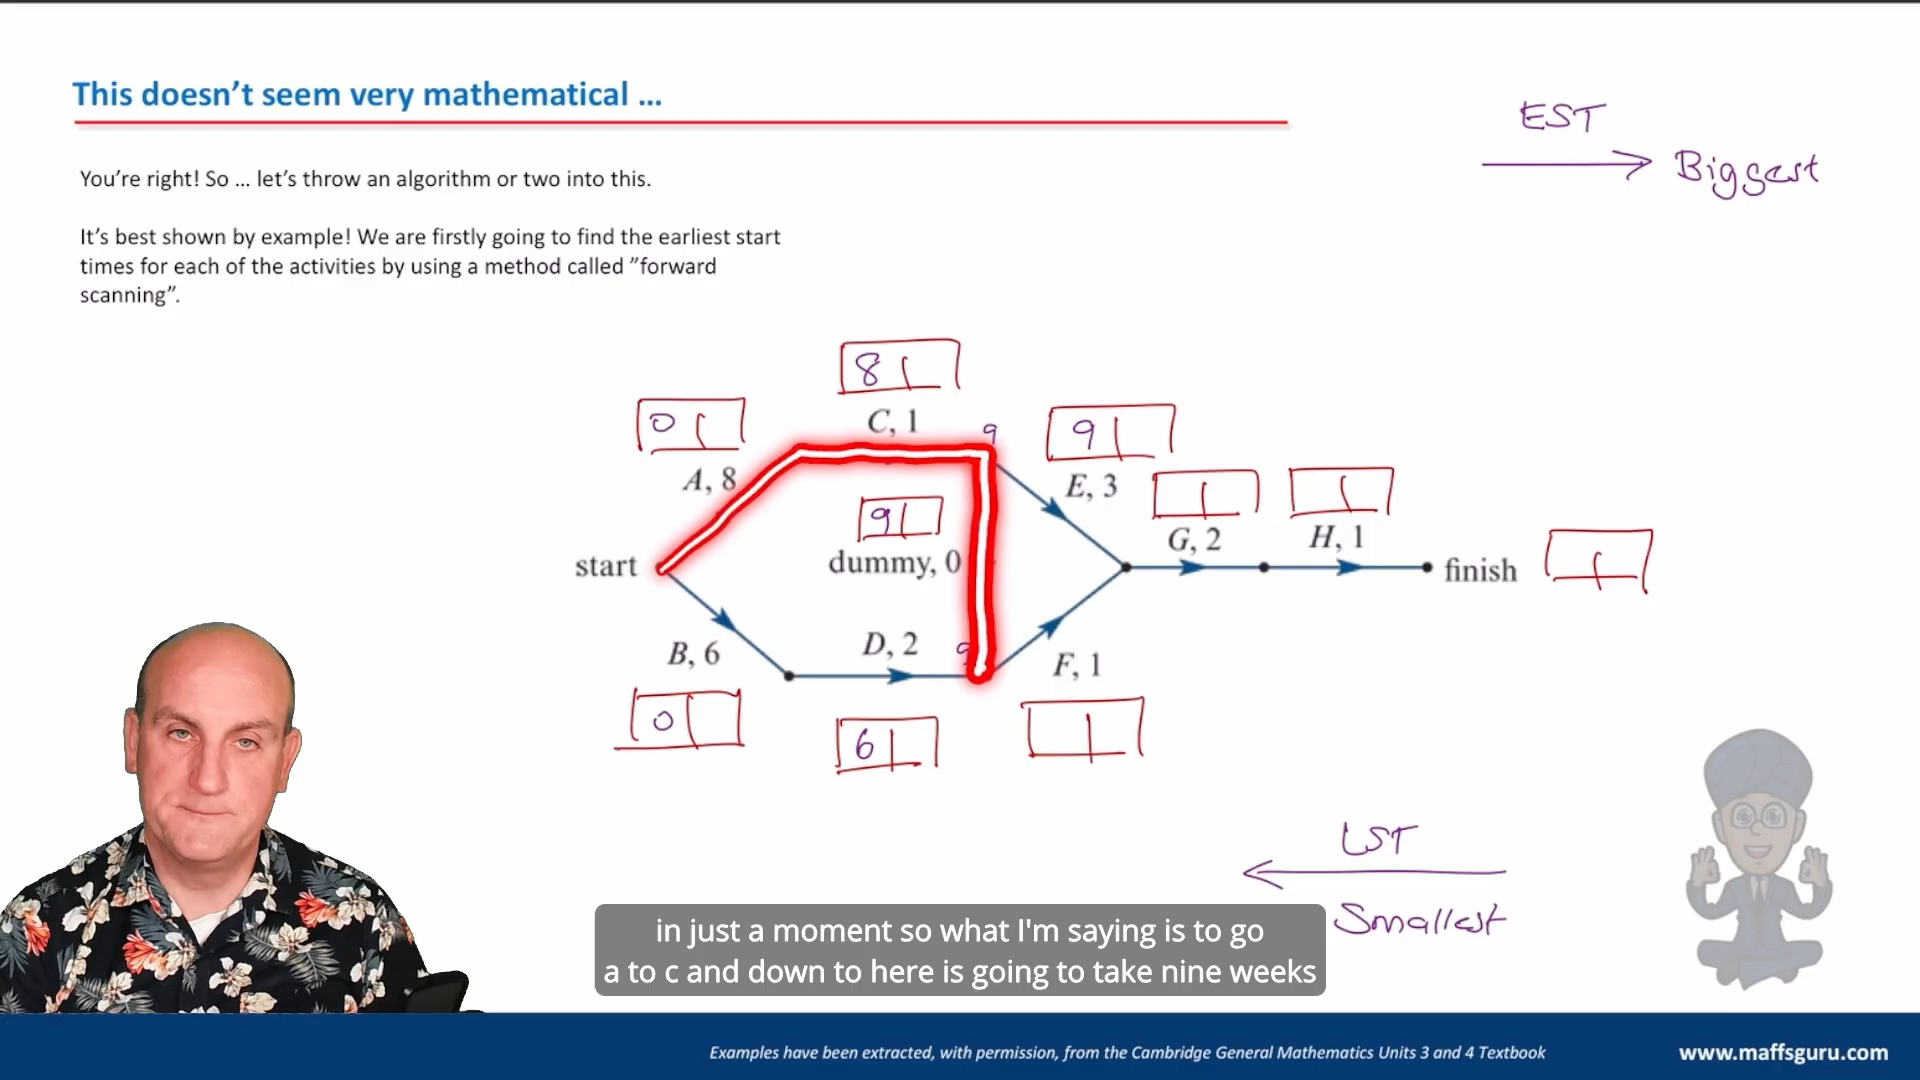 This doesn’t seem very mathematical ...
EST
Biggest
You’re right! So ... let’s throw an algorithm or two into this.
It’s best shown by example! We are firstly going to find the earliest start
times for each of the activities by using a method called ”forward
scanning”.
8
0
C, 1
9
9
A, 8
E, 3
9
G, 2
H, 1
start
dummy, 0
finish
B, 6
D, 2
9
F, 1
0
6
LST
Smallest
in just a moment so what I'm saying is to go
a to c and down to here is going to take nine weeks
Examples have been extracted, with permission, from the Cambridge General Mathematics Units 3 and 4 Textbook
www.maffsguru.com